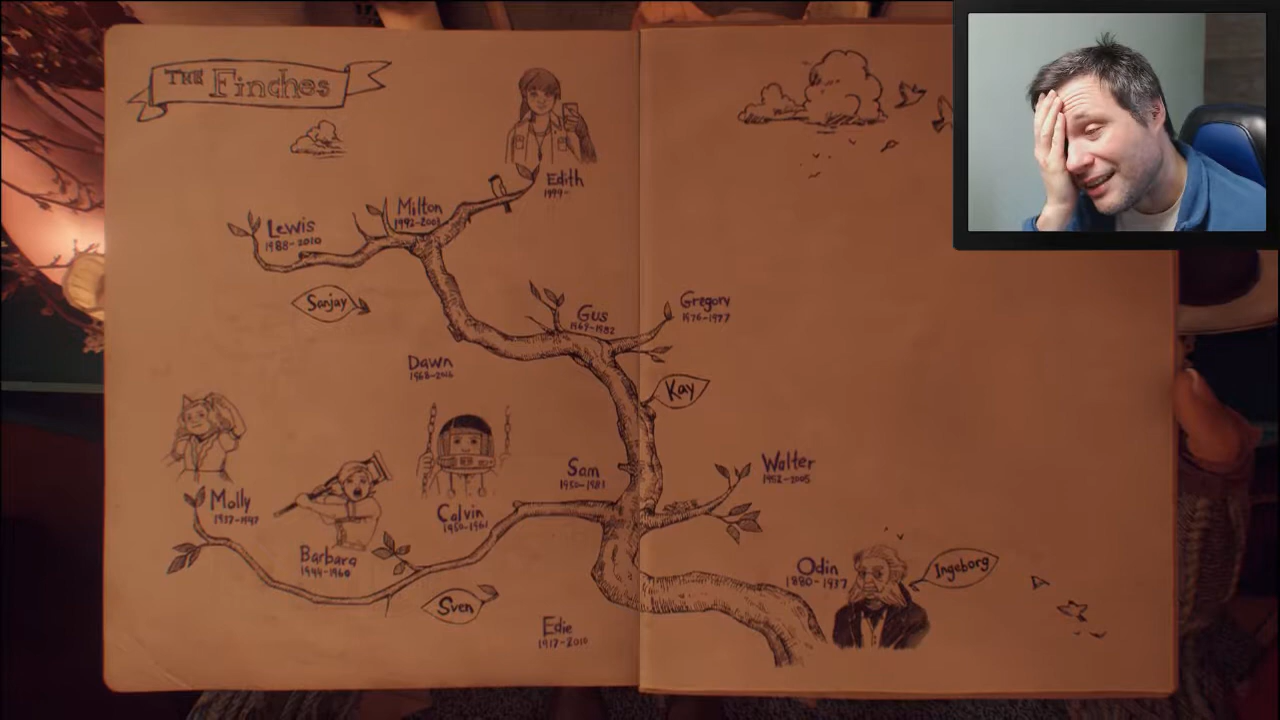 THE Finches
Edith
1999-
Milton
1992-2003
Lewis
1988-2010
Sanjay
Gus
1969-1982
Gregory
1976-1977
Dawn
1968-2016
Kay
Sam
1950-1983
Walter
1952-2005
Molly
1937-1947
Calvin
1950-1961
Barbara
1944-1960
Odin
1880-1937
Ingeborg
Sven
Edie
1917-2010